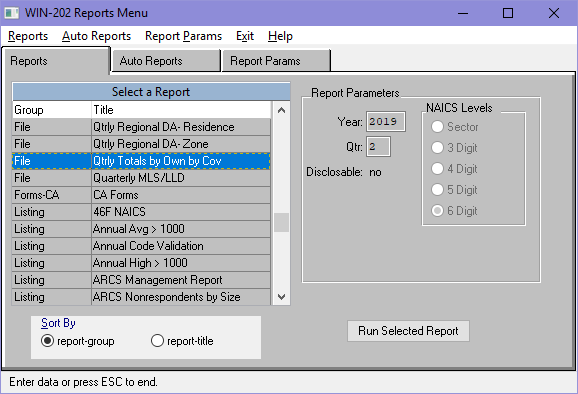 WIN-202 Reports Menu
Reports Auto Reports Report Params Exit Help
Reports Auto Reports Report Params
Select a Report
Group Title
File Qtrly Regional DA- Residence
File Qtrly Regional DA- Zone
File Qtrly Totals by Own by Cov
File Quarterly MLS/LLD
Forms-CA CA Forms
Listing 46F NAICS
Listing Annual Avg > 1000
Listing Annual Code Validation
Listing Annual High > 1000
Listing ARCS Management Report
Listing ARCS Nonrespondents by Size
Sort By
report-group report-title
Report Parameters
Year: 2019
Qtr: 2
Disclosable: no
NAICS Levels
Sector
3 Digit
4 Digit
5 Digit
6 Digit
Run Selected Report
Enter data or press ESC to end.